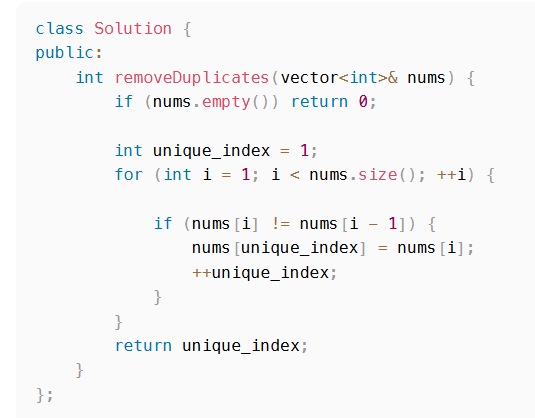 class Solution {
public:
    int removeDuplicates(vector<int>& nums) {
        if (nums.empty()) return 0;

        int unique_index = 1;
        for (int i = 1; i < nums.size(); ++i) {

            if (nums[i] != nums[i − 1]) {
                nums[unique_index] = nums[i];
                ++unique_index;
            }
        }
        return unique_index;
    }
};